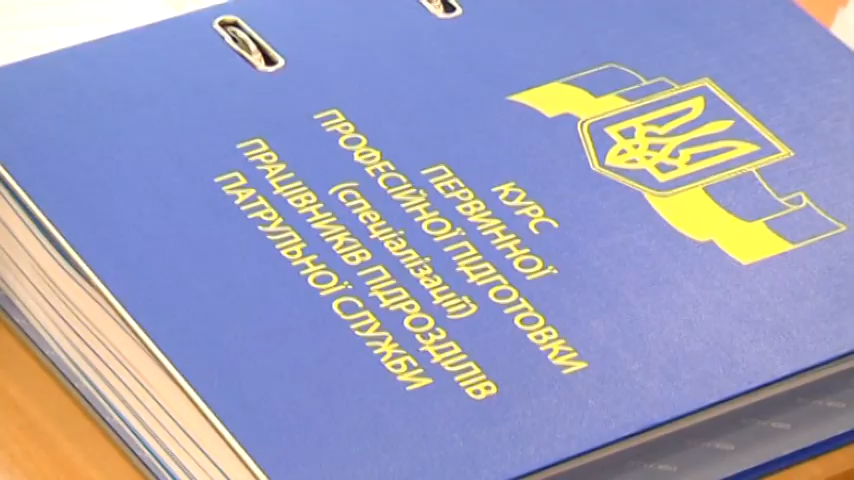 КУРС
ПЕРВИННОЇ
ПРОФЕСІЙНОЇ ПІДГОТОВКИ
(спеціалізації)
ПРАЦІВНИКІВ ПІДРОЗДІЛІВ
ПАТРУЛЬНОЇ СЛУЖБИ